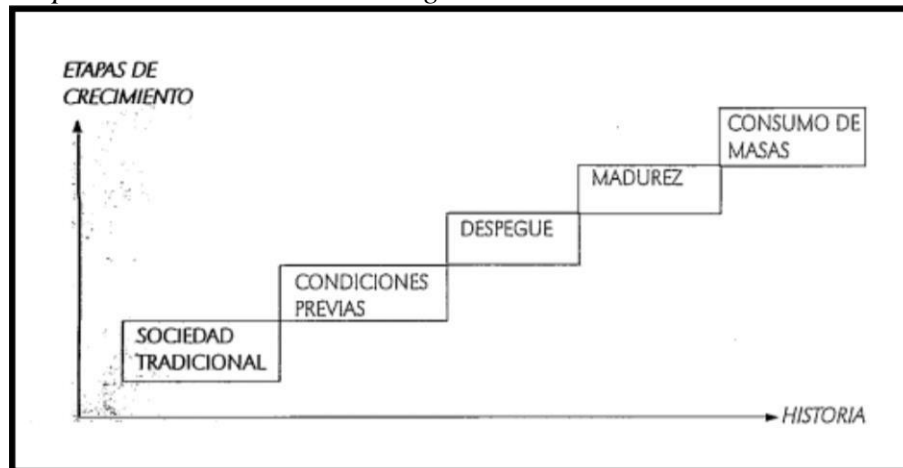 ETAPAS DE
CRECIMIENTO
CONSUMO DE
MASAS
MADUREZ
DESPEGUE
CONDICIONES
PREVIAS
SOCIEDAD
TRADICIONAL
HISTORIA